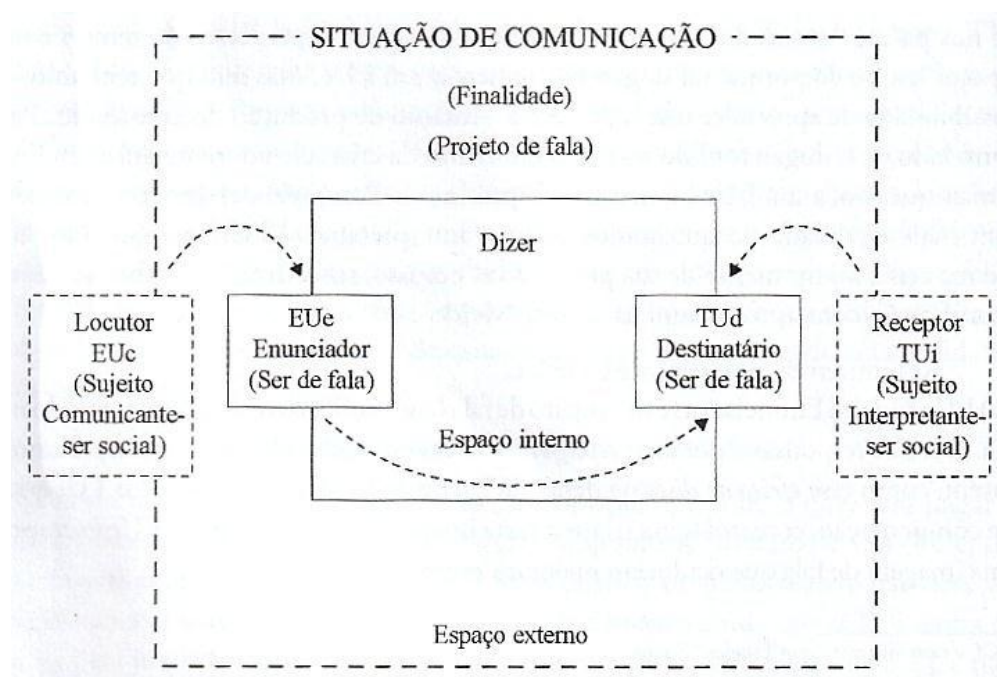 SITUAÇÃO DE COMUNICAÇÃO
(Finalidade)
(Projeto de fala)
Dizer
Locutor
EUc
(Sujeito
Comunicante-
ser social)
EUe
Enunciador
(Ser de fala)
TUd
Destinatário
(Ser de fala)
Receptor
TUi
(Sujeito
Interpretante-
ser social)
Espaço interno
Espaço externo